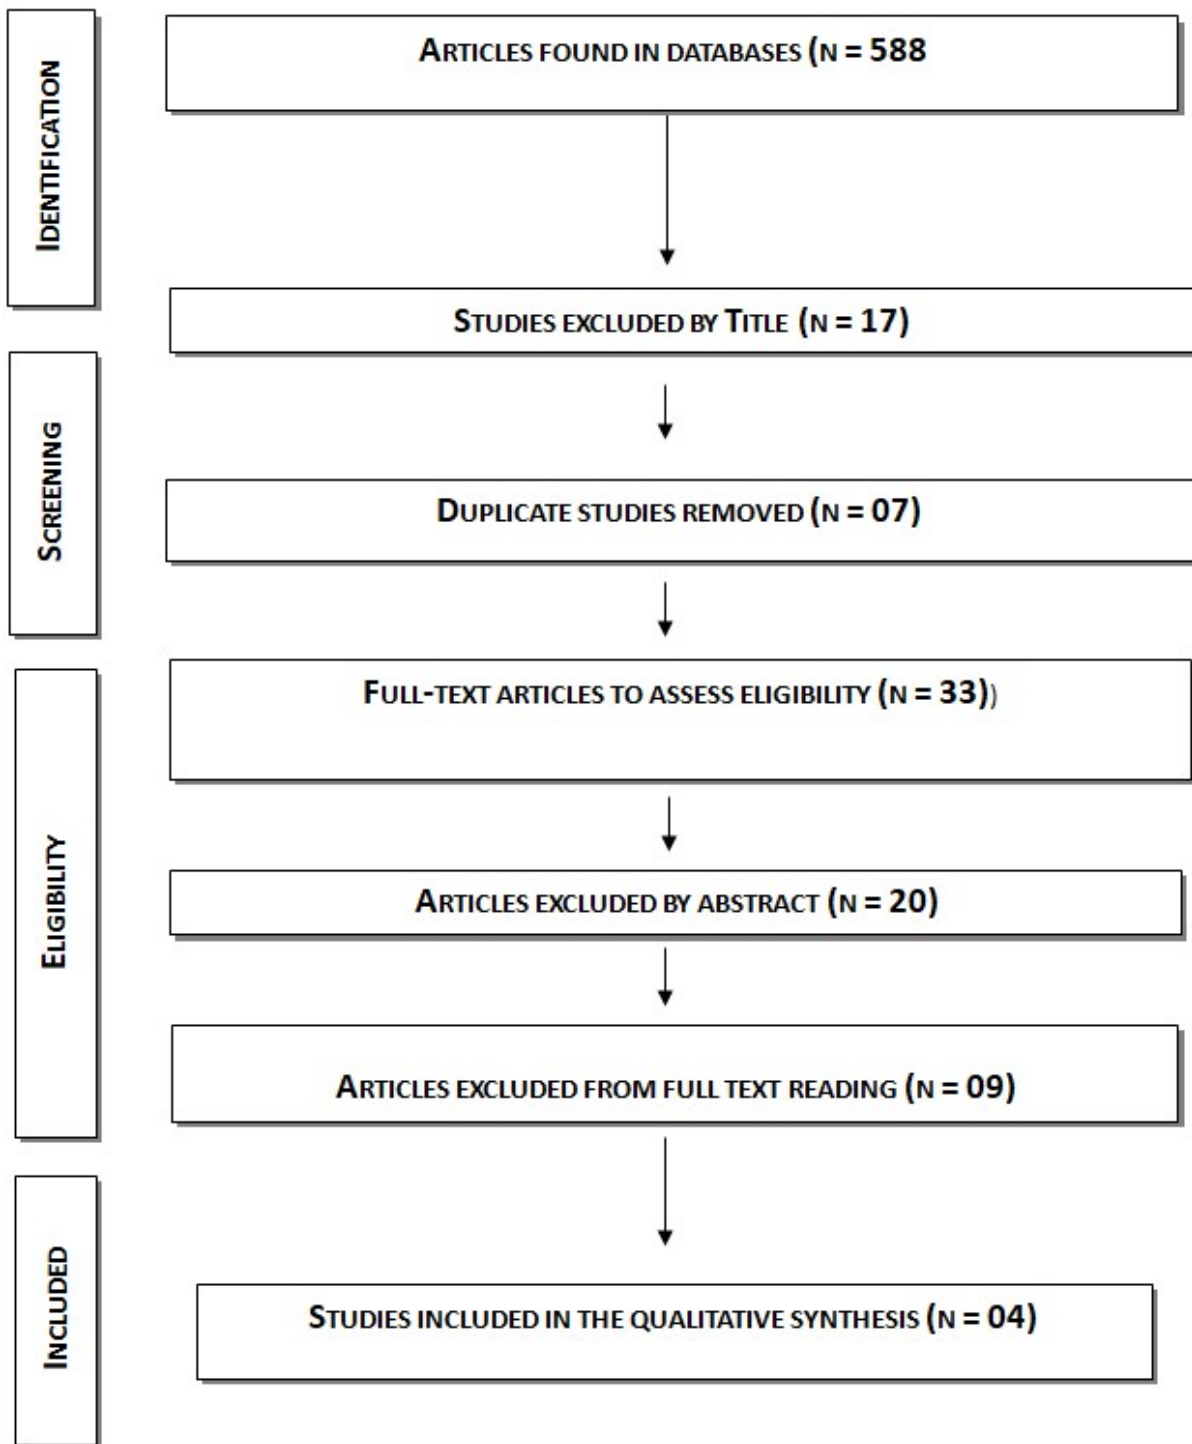 IDENTIFICATION
ARTICLES FOUND IN DATABASES (N = 588
STUDIES EXCLUDED BY TITLE (N = 17)
SCREENING
DUPLICATE STUDIES REMOVED (N = 07)
FULL-TEXT ARTICLES TO ASSESS ELIGIBILITY (N = 33))
ELIGIBILITY
ARTICLES EXCLUDED BY ABSTRACT (N = 20)
ARTICLES EXCLUDED FROM FULL TEXT READING (N = 09)
INCLUDED
STUDIES INCLUDED IN THE QUALITATIVE SYNTHESIS (N = 04)